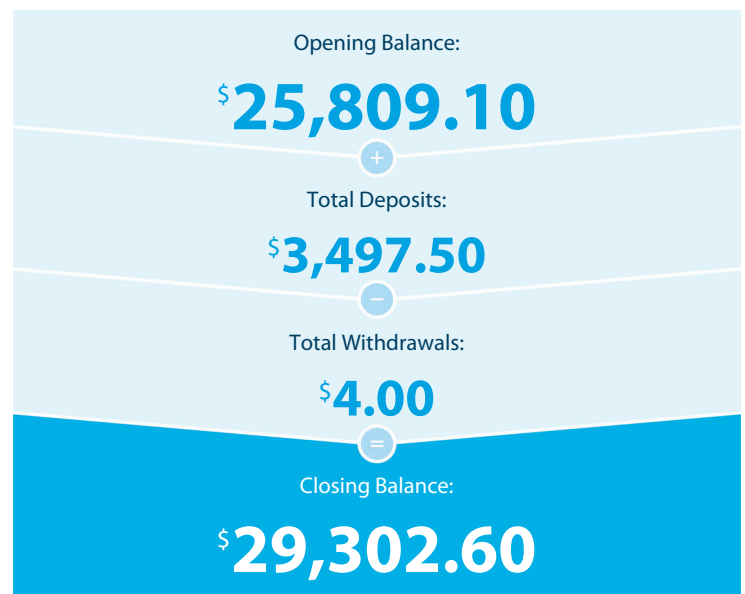 Opening Balance:
$25,809.10
+
Total Deposits:
$3,497.50
−
Total Withdrawals:
$4.00
=
Closing Balance:
$29,302.60